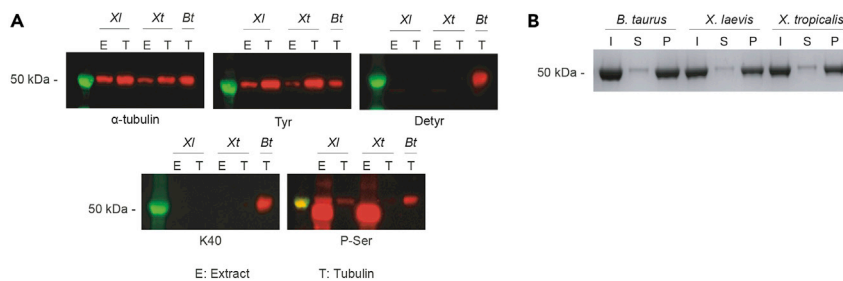 A
Xl Xt Bt
E T E T T
50 kDa -
α-tubulin
Xl Xt Bt
E T E T T
Tyr
Xl Xt Bt
E T E T T
Detyr
Xl Xt Bt
E T E T T
50 kDa -
K40
Xl Xt Bt
E T E T T
P-Ser
E: Extract T: Tubulin
B
B. taurus X. laevis X. tropicalis
I S P I S P I S P
50 kDa -